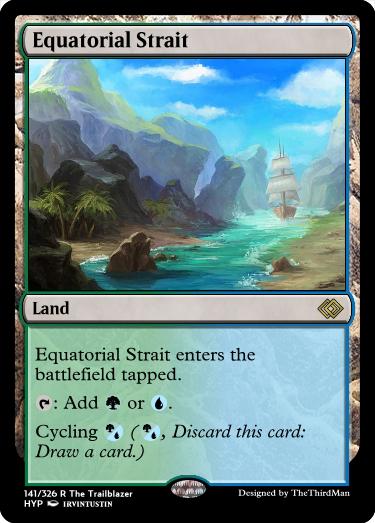 Equatorial Strait
Land
Equatorial Strait enters the
battlefield tapped.
: Add or .
Cycling ( , Discard this card:
Draw a card.)
141/326 R The Trailblazer
HYP IRVINTUSTIN
Designed by TheThirdMan